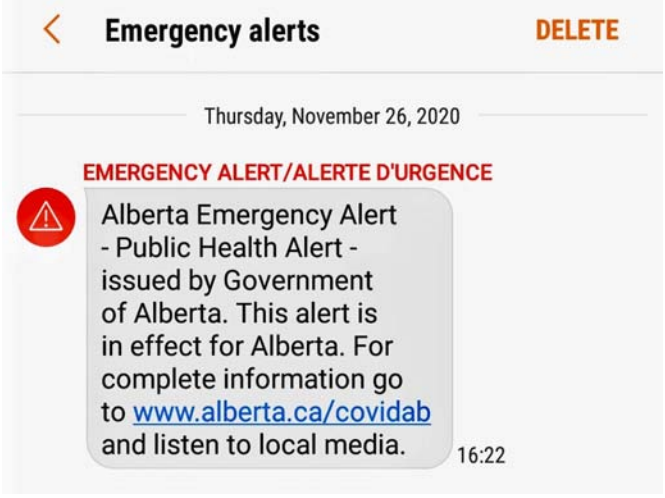 Emergency alerts DELETE
Thursday, November 26, 2020
EMERGENCY ALERT/ALERTE D'URGENCE
Alberta Emergency Alert
- Public Health Alert -
issued by Government
of Alberta. This alert is
in effect for Alberta. For
complete information go
to www.alberta.ca/covidab
and listen to local media.
16:22